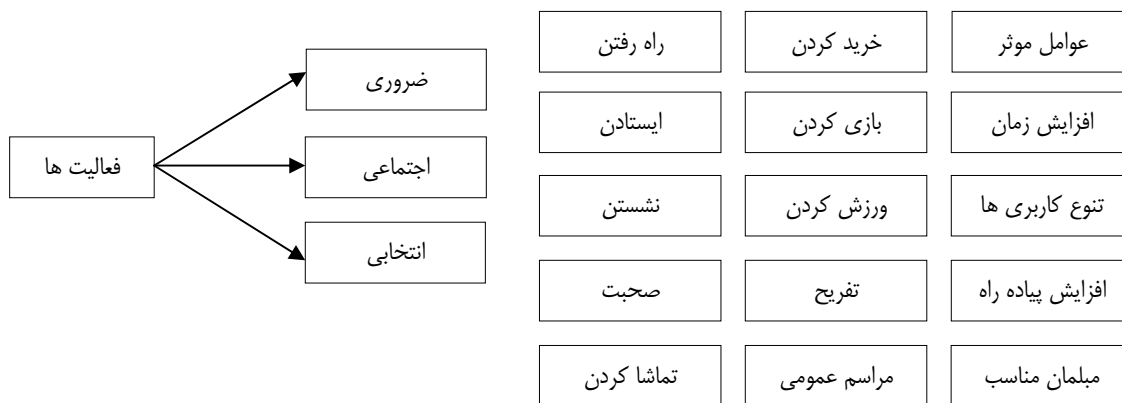 عوامل موثر
خرید کردن
راه رفتن
افزایش زمان
بازی کردن
ایستادن
تنوع کاربری ها
ورزش کردن
نشستن
افزایش پیاده راه
تفریح
صحبت
مبلمان مناسب
مراسم عمومی
تماشا کردن
ضروری
اجتماعی
انتخابی
فعالیت ها